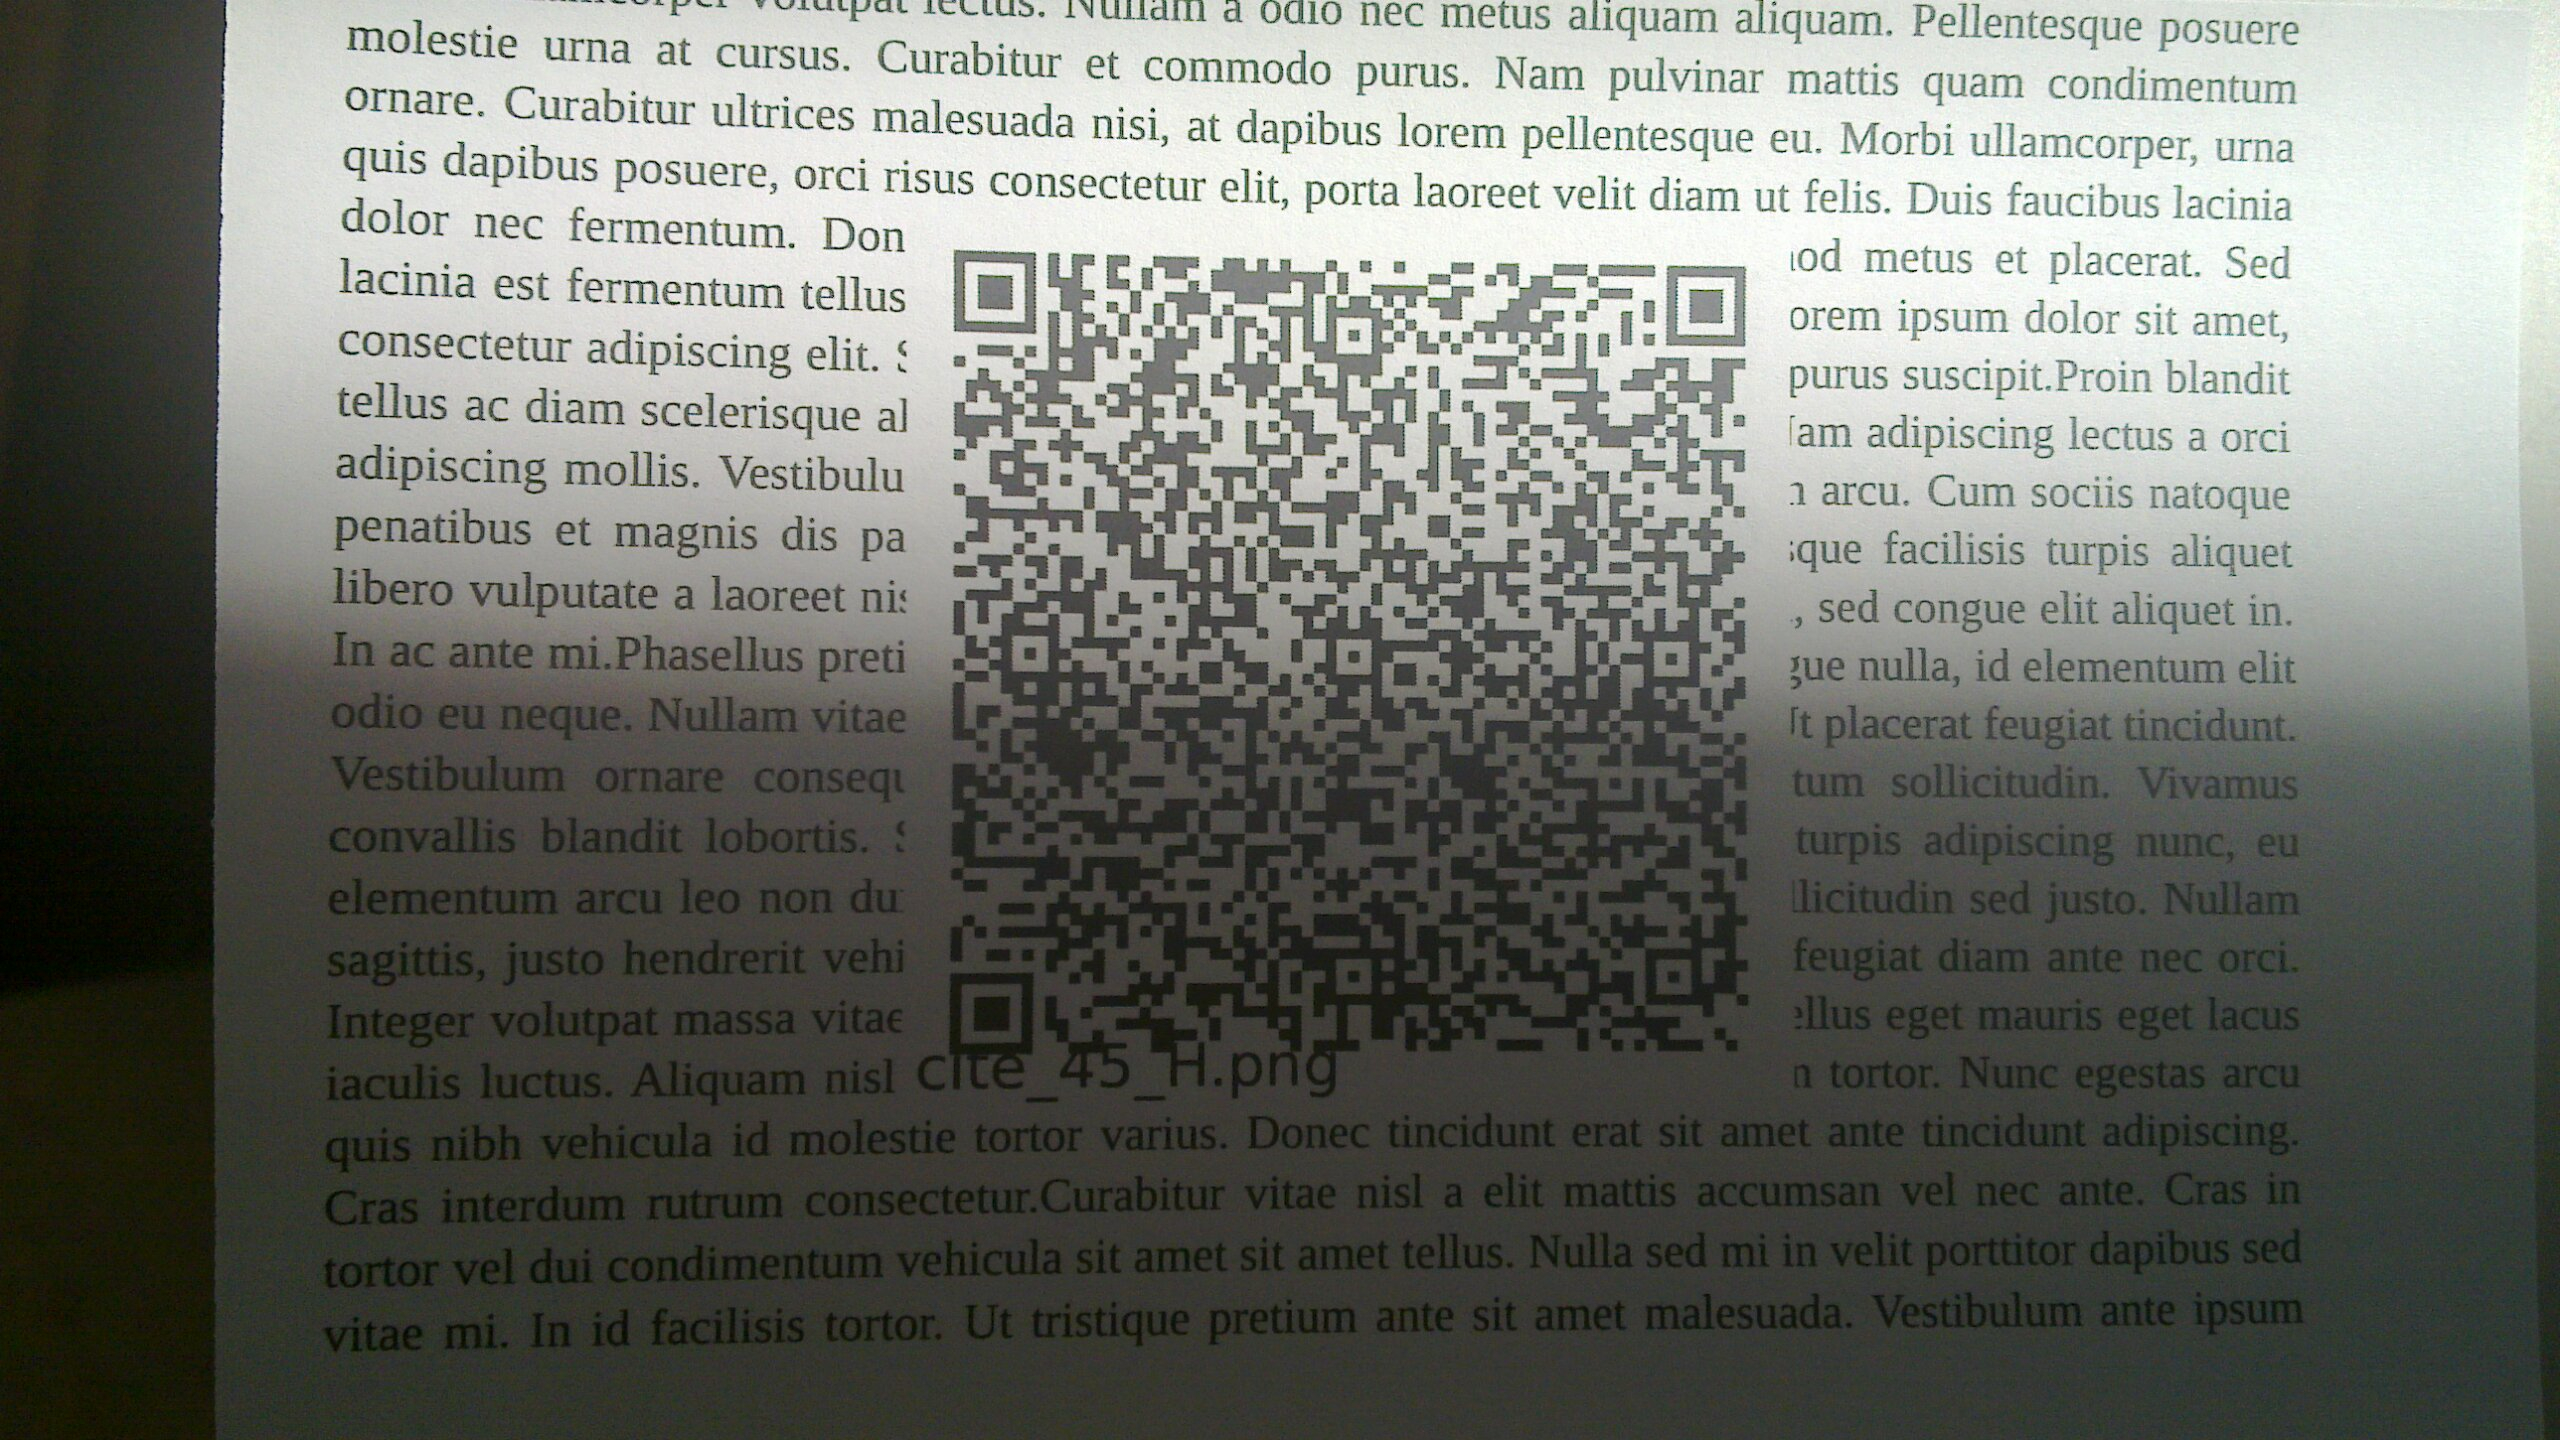 volutpat lectus. Nullam a odio nec metus aliquam aliquam. Pellentesque posuere
molestie urna at cursus. Curabitur et commodo purus. Nam pulvinar mattis quam condimentum
ornare. Curabitur ultrices malesuada nisi, at dapibus lorem pellentesque eu. Morbi ullamcorper, urna
quis dapibus posuere, orci risus consectetur elit, porta laoreet velit diam ut felis. Duis faucibus lacinia
dolor nec fermentum. Don od metus et placerat. Sed
lacinia est fermentum tellus orem ipsum dolor sit amet,
consectetur adipiscing elit. purus suscipit.Proin blandit
tellus ac diam scelerisque al am adipiscing lectus a orci
adipiscing mollis. Vestibulu arcu. Cum sociis natoque
penatibus et magnis dis pa que facilisis turpis aliquet
libero vulputate a laoreet ni , sed congue elit aliquet in.
In ac ante mi.Phasellus preti gue nulla, id elementum elit
odio eu neque. Nullam vitae t placerat feugiat tincidunt.
Vestibulum ornare consequ tum sollicitudin. Vivamus
convallis blandit lobortis. turpis adipiscing nunc, eu
elementum arcu leo non du llicitudin sed justo. Nullam
sagittis, justo hendrerit vehi feugiat diam ante nec orci.
Integer volutpat massa vitae ellus eget mauris eget lacus
iaculis luctus. Aliquam nisl cite_45_H.png n tortor. Nunc egestas arcu
quis nibh vehicula id molestie tortor varius. Donec tincidunt erat sit amet ante tincidunt adipiscing.
Cras interdum rutrum consectetur.Curabitur vitae nisl a elit mattis accumsan vel nec ante. Cras in
tortor vel dui condimentum vehicula sit amet sit amet tellus. Nulla sed mi in velit porttitor dapibus sed
vitae mi. In id facilisis tortor. Ut tristique pretium ante sit amet malesuada. Vestibulum ante ipsum